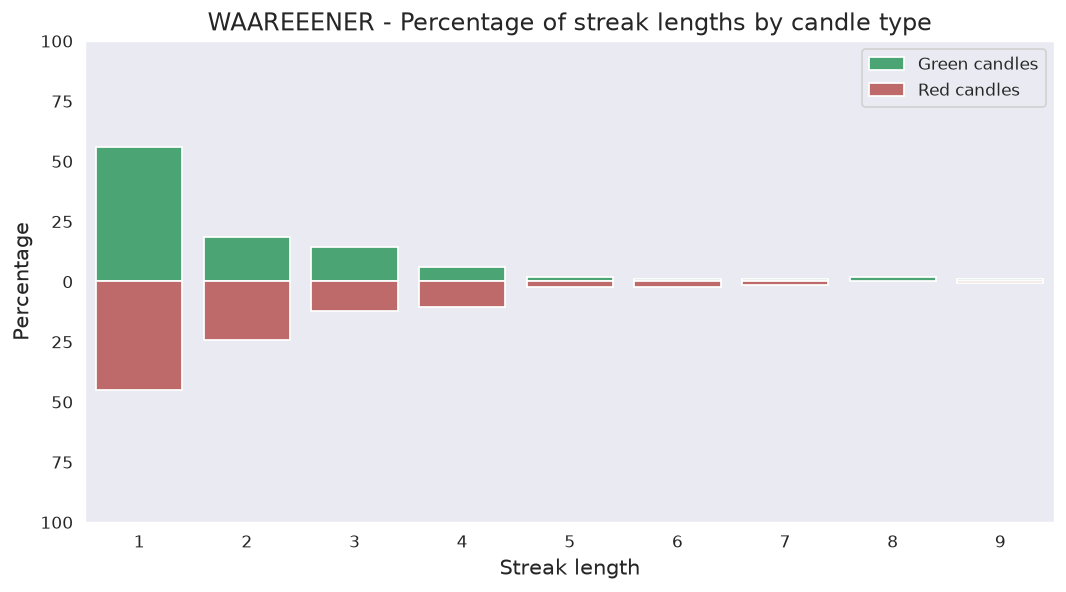 WAAREEENER - Percentage of streak lengths by candle type
100
75
50
25
0
25
50
75
100
Percentage
Green candles
Red candles
1 2 3 4 5 6 7 8 9
Streak length